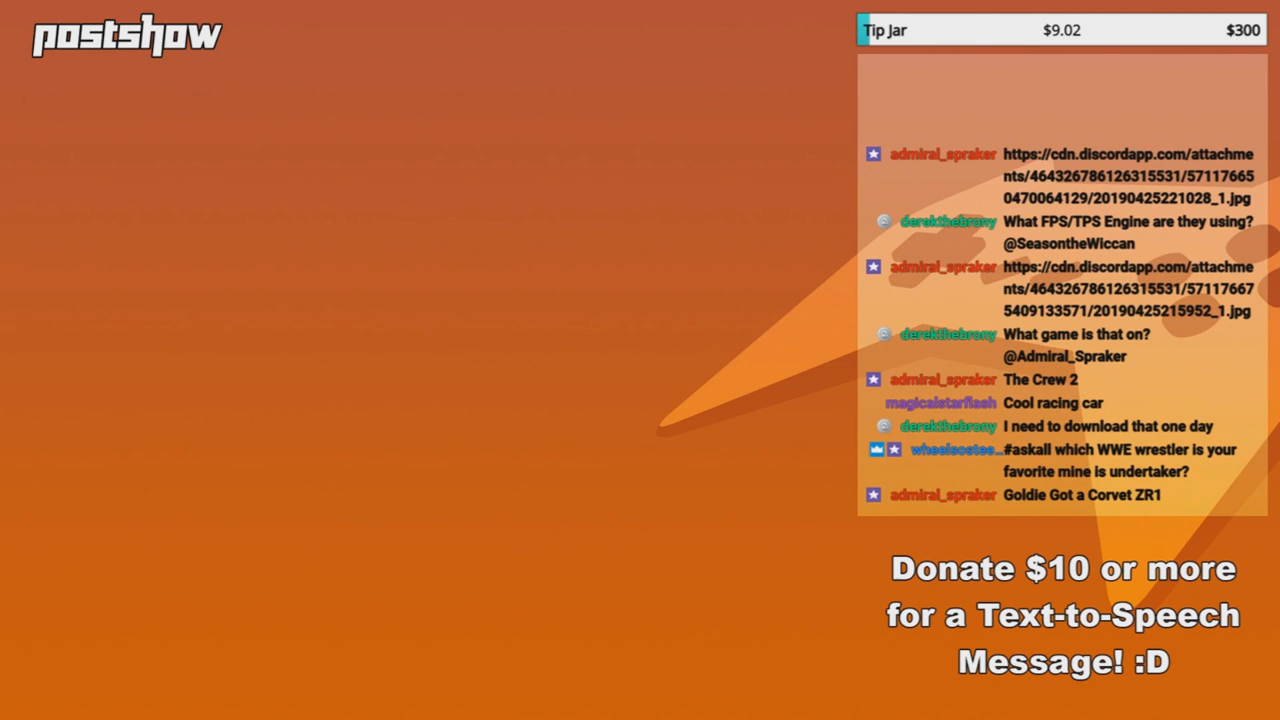 postshow
Tip Jar $9.02 $300
admiral_spraker https://cdn.discordapp.com/attachme
nts/464326786126315531/57117665
0470064129/20190425221028_1.jpg
derekthebrony What FPS/TPS Engine are they using?
@SeasontheWiccan
admiral_spraker https://cdn.discordapp.com/attachme
nts/464326786126315531/57117667
5409133571/20190425215952_1.jpg
derekthebrony What game is that on?
@Admiral_Spraker
admiral_spraker The Crew 2
magicalstarflash Cool racing car
derekthebrony I need to download that one day
wheelsostee... #askall which WWE wrestler is your
favorite mine is undertaker?
admiral_spraker Goldie Got a Corvet ZR1
Donate $10 or more
for a Text-to-Speech
Message! :D